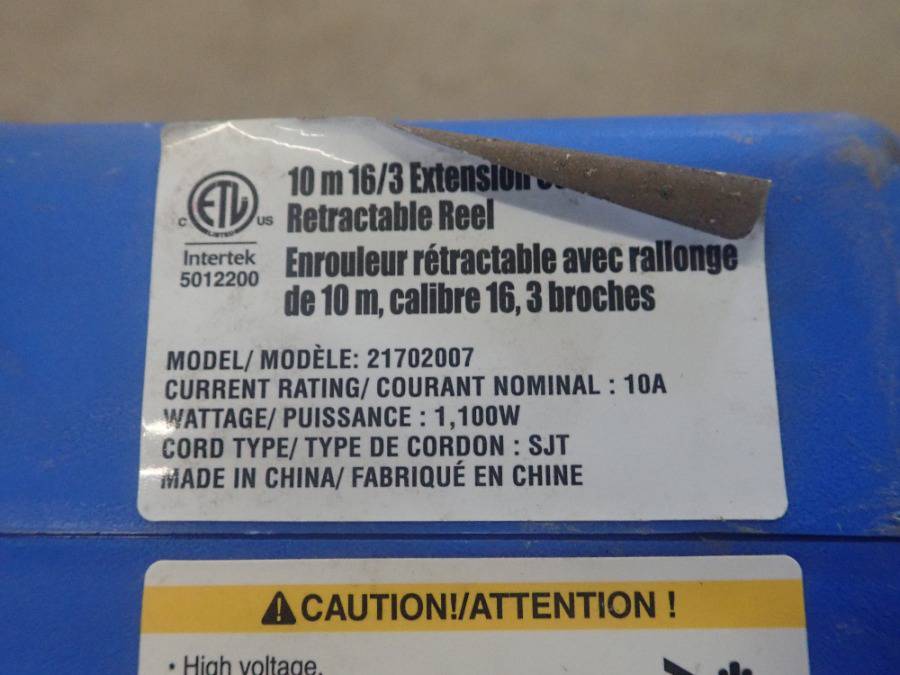 10 m 16/3 Extension
Retractable Reel
Enrouleur rétractable avec rallonge
de 10 m, calibre 16, 3 broches
C ETL US
LISTED
Intertek
5012200
MODEL/ MODÈLE: 21702007
CURRENT RATING/ COURANT NOMINAL : 10A
WATTAGE/ PUISSANCE : 1,100W
CORD TYPE/ TYPE DE CORDON : SJT
MADE IN CHINA/ FABRIQUÉ EN CHINE
CAUTION!/ATTENTION !
• High voltage.